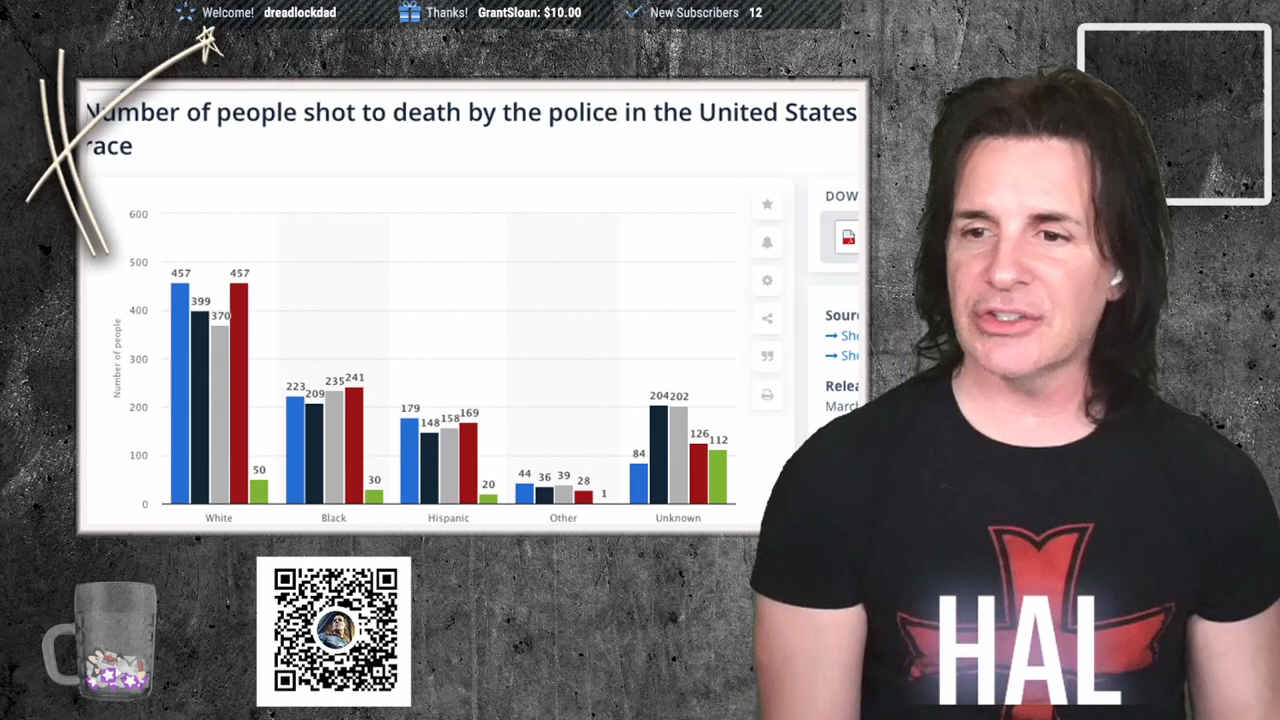 Welcome! dreadlockdad Thanks! GrantSloan: $10.00 New Subscribers 12
Number of people shot to death by the police in the United States
race
DOW
600
500
400
300
200
100
0
Number of people
457 399 370 457 50
223 209 235 241 30
179 148 158 169 20
44 36 39 28 1
84 204 202 126 112
White Black Hispanic Other Unknown
Sour
→ Sho
→ Sho
Relea
March
HAL